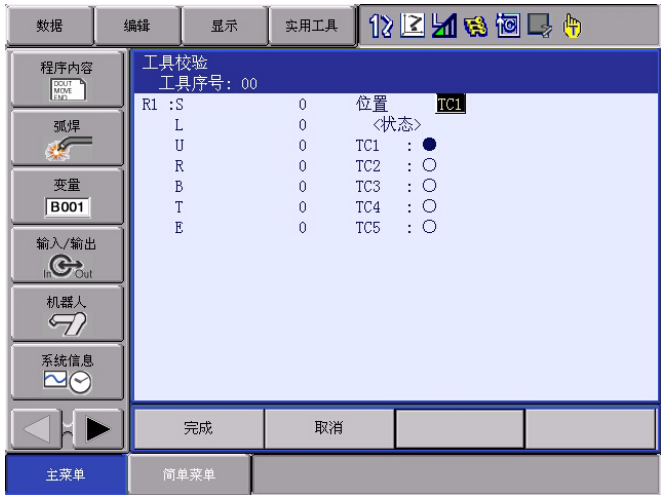 数据 编辑 显示 实用工具
程序内容
DOUT
MOVE
END
弧焊
变量
B001
输入/输出
In Out
机器人
系统信息
工具校验
工具序号: 00
R1 :S 0 位置 TC1
L 0 <状态>
U 0 TC1 : ●
R 0 TC2 : ○
B 0 TC3 : ○
T 0 TC4 : ○
E 0 TC5 : ○
完成 取消
主菜单 简单菜单